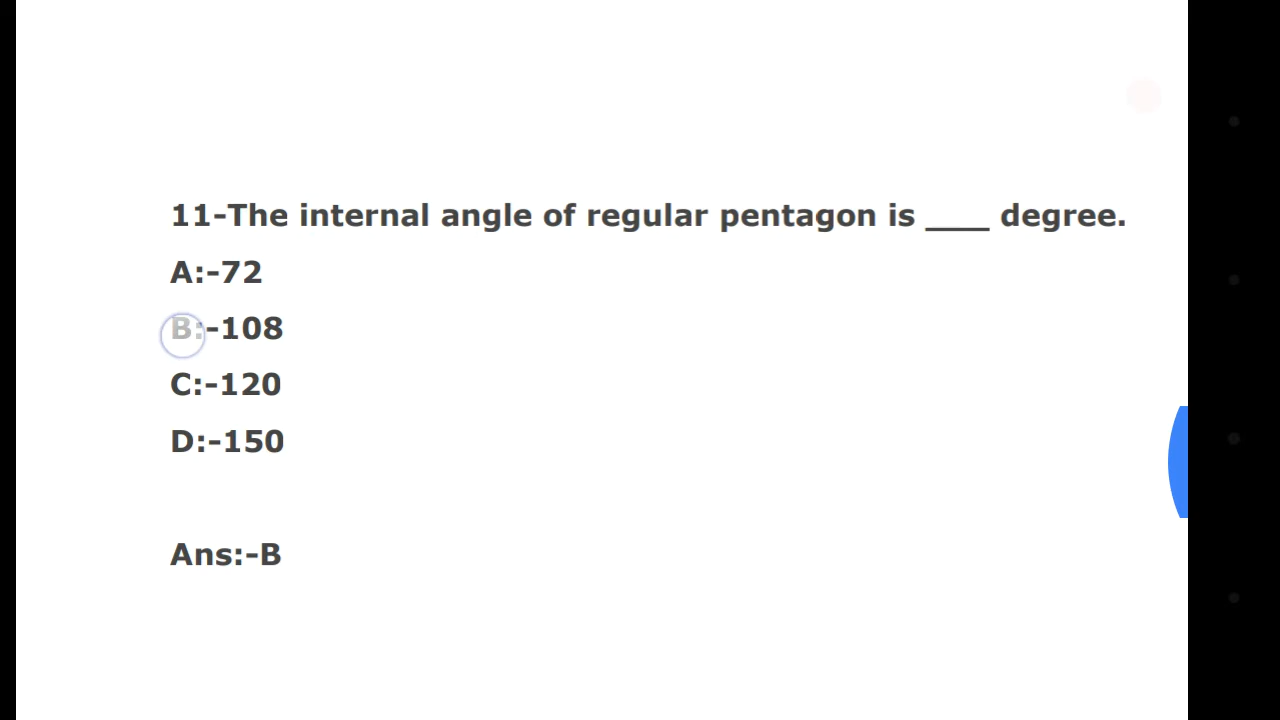 11-The internal angle of regular pentagon is ____ degree.
A:-72
B:-108
C:-120
D:-150
Ans:-B